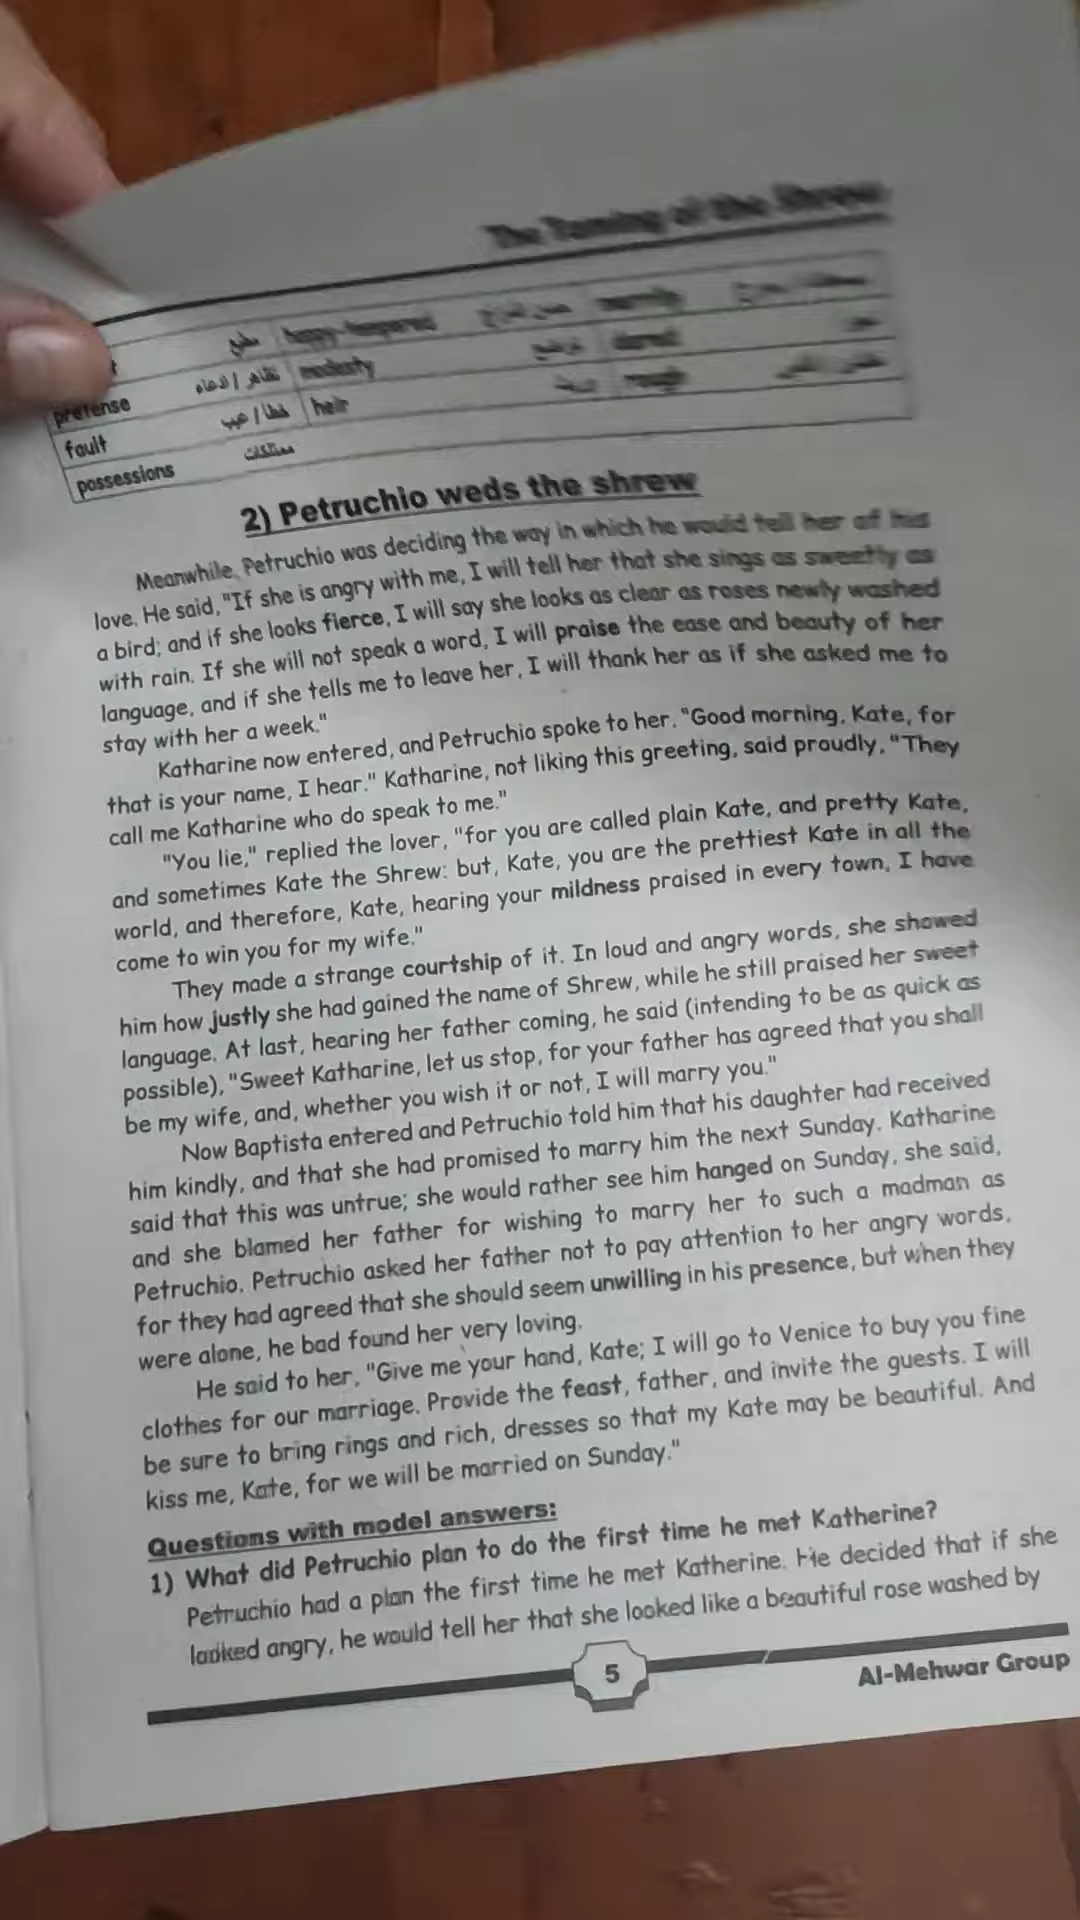 The Taming of the Shrew
مطيع happy-tempered حسن المزاج
pretense تظاهر / ادعاء modesty تواضع
fault خطأ / عيب heir rough
possessions ممتلكات
2) Petruchio weds the shrew
Meanwhile, Petruchio was deciding the way in which he would tell her of his
love. He said, "If she is angry with me, I will tell her that she sings as sweetly as
a bird; and if she looks fierce, I will say she looks as clear as roses newly washed
with rain. If she will not speak a word, I will praise the ease and beauty of her
language, and if she tells me to leave her, I will thank her as if she asked me to
stay with her a week."
Katharine now entered, and Petruchio spoke to her. "Good morning, Kate, for
that is your name, I hear." Katharine, not liking this greeting, said proudly, "They
call me Katharine who do speak to me."
"You lie," replied the lover, "for you are called plain Kate, and pretty Kate,
and sometimes Kate the Shrew: but, Kate, you are the prettiest Kate in all the
world, and therefore, Kate, hearing your mildness praised in every town, I have
come to win you for my wife."
They made a strange courtship of it. In loud and angry words, she showed
him how justly she had gained the name of Shrew, while he still praised her sweet
language. At last, hearing her father coming, he said (intending to be as quick as
possible), "Sweet Katharine, let us stop, for your father has agreed that you shall
be my wife, and, whether you wish it or not, I will marry you."
Now Baptista entered and Petruchio told him that his daughter had received
him kindly, and that she had promised to marry him the next Sunday. Katharine
said that this was untrue; she would rather see him hanged on Sunday, she said,
and she blamed her father for wishing to marry her to such a madman as
Petruchio. Petruchio asked her father not to pay attention to her angry words,
for they had agreed that she should seem unwilling in his presence, but when they
were alone, he bad found her very loving.
He said to her, "Give me your hand, Kate; I will go to Venice to buy you fine
clothes for our marriage. Provide the feast, father, and invite the guests. I will
be sure to bring rings and rich, dresses so that my Kate may be beautiful. And
kiss me, Kate, for we will be married on Sunday."
Questions with model answers:
1) What did Petruchio plan to do the first time he met Katherine?
Petruchio had a plan the first time he met Katherine. He decided that if she
looked angry, he would tell her that she looked like a beautiful rose washed by
5
Al-Mehwar Group